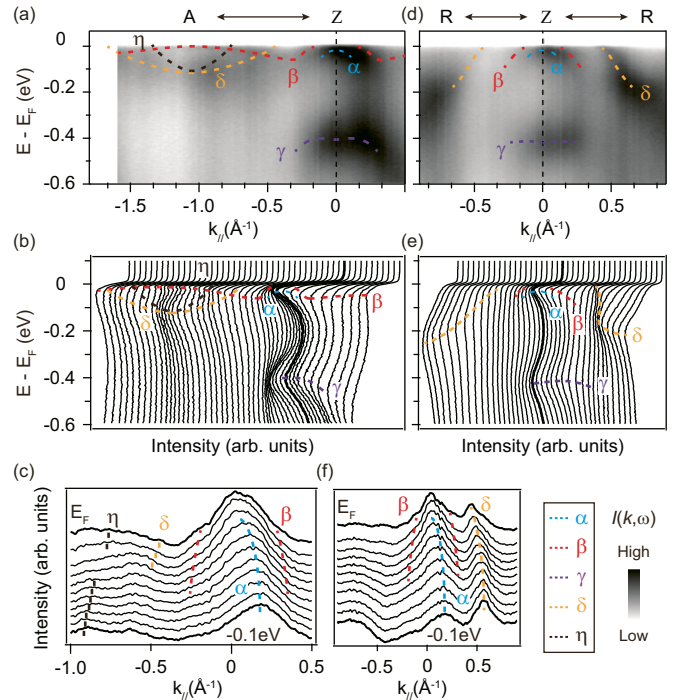 (a) A Z (d) R Z R
0 η β α δ γ
-0.2
-0.4
-0.6
E - E_F (eV)
-1.5 -1.0 -0.5 0 0.5
k_//(Å⁻¹)
β α δ γ
-0.5 0 0.5
k_//(Å⁻¹)
(b) (e)
0 η β α δ γ
-0.2
-0.4
-0.6
E - E_F (eV)
α β δ γ
Intensity (arb. units) Intensity (arb. units)
(c) (f)
Intensity (arb. units)
E_F η δ β α
-0.1eV
-1.0 -0.5 0 0.5
k_//(Å⁻¹)
E_F β δ α
-0.1eV
-0.5 0 0.5
k_//(Å⁻¹)
α
β
γ
δ
η
I(k,ω)
High
Low